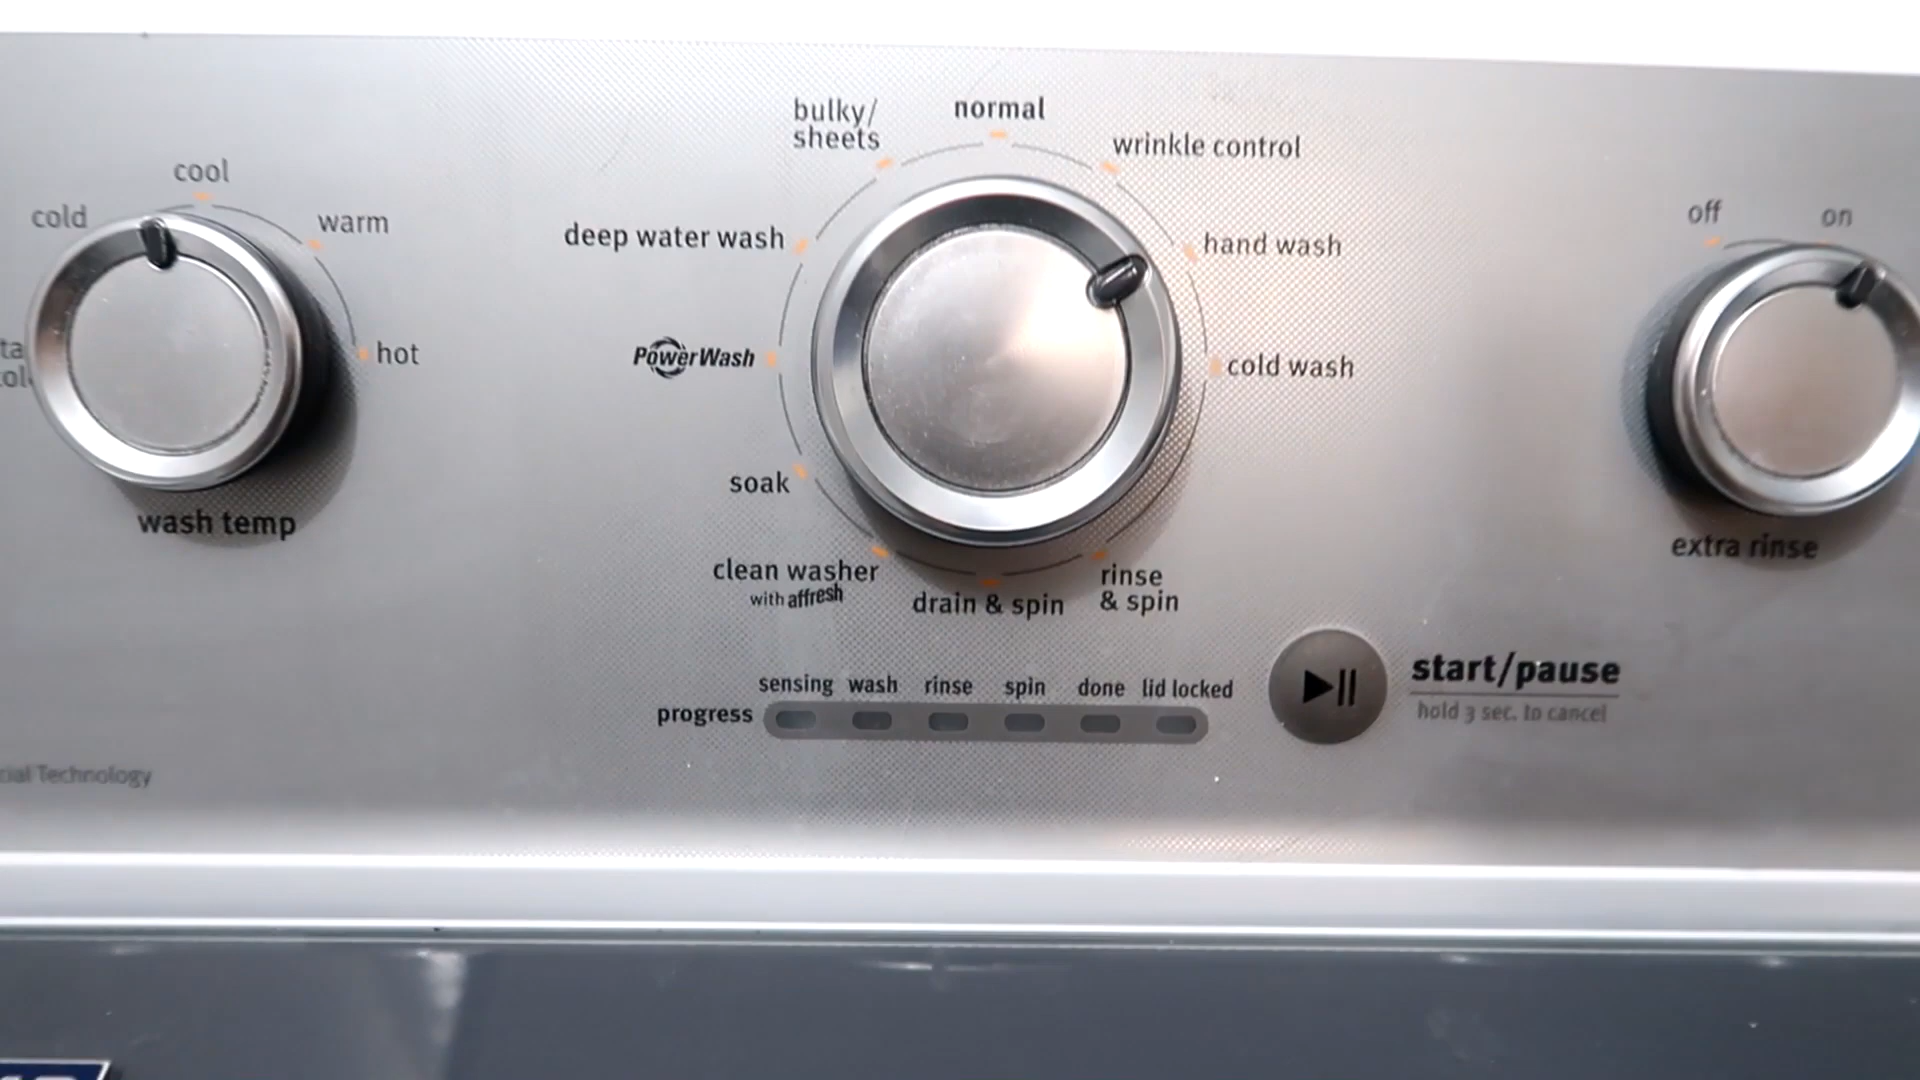 bulky/
sheets
normal
wrinkle control
cool
cold
warm
hot
wash temp
deep water wash
hand wash
PowerWash
cold wash
soak
clean washer
with affresh
drain & spin
rinse
& spin
off
on
extra rinse
sensing wash rinse spin done lid locked
progress
start/pause
hold 3 sec. to cancel
Technology